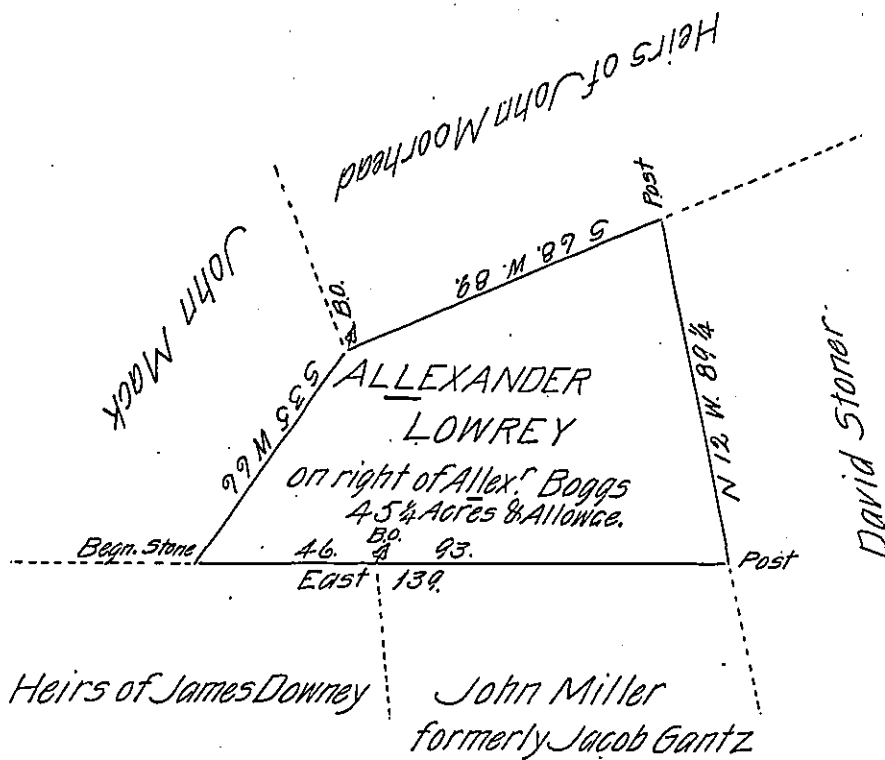 Heirs of John Moorhead
Post
John Mack
B.O.
S 68. W. 89.
S 35 W 66
ALLEXANDER
LOWREY
on right of Allex.r Boggs
45¼ Acres & Allowce.
N 12 W. 89¼
David Stoner
Begn. Stone
46.
B.O.
93.
Post
East 139.
Heirs of James Downey
John Miller
formerly Jacob Gantz